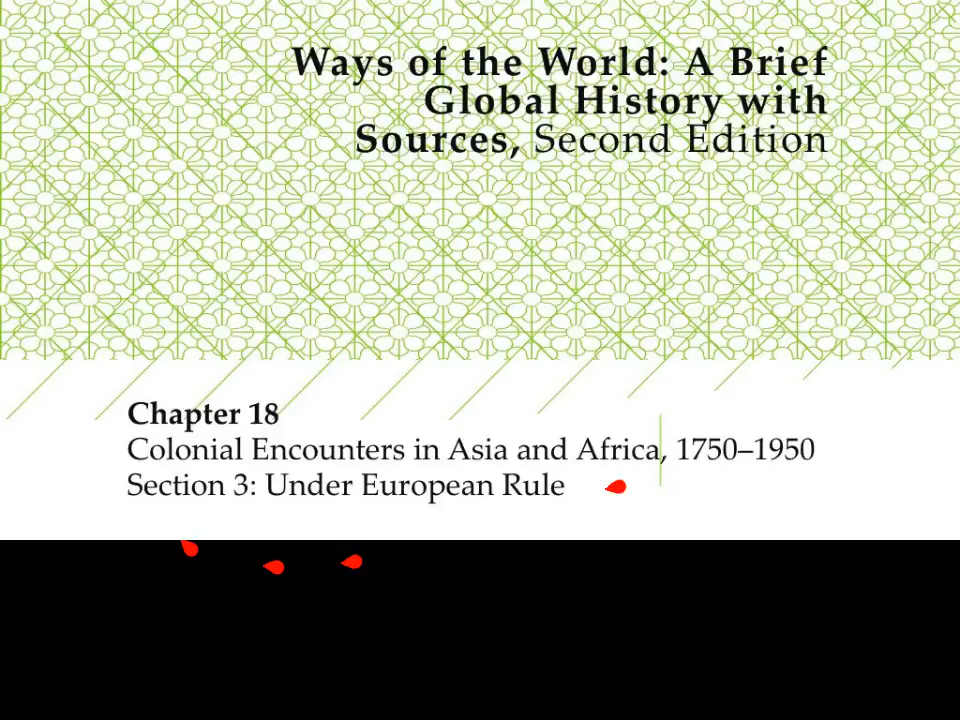 Ways of the World: A Brief
Global History with
Sources, Second Edition
Chapter 18
Colonial Encounters in Asia and Africa, 1750–1950
Section 3: Under European Rule